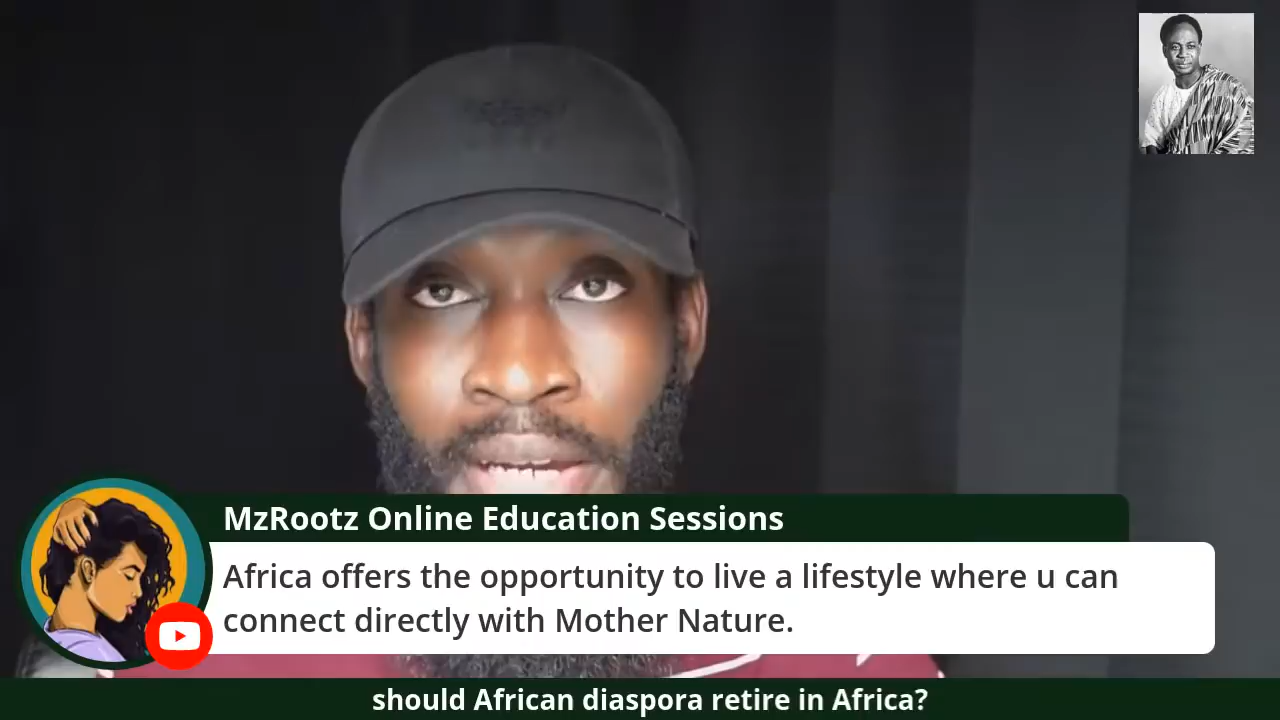 MzRootz Online Education Sessions
Africa offers the opportunity to live a lifestyle where u can
connect directly with Mother Nature.
should African diaspora retire in Africa?